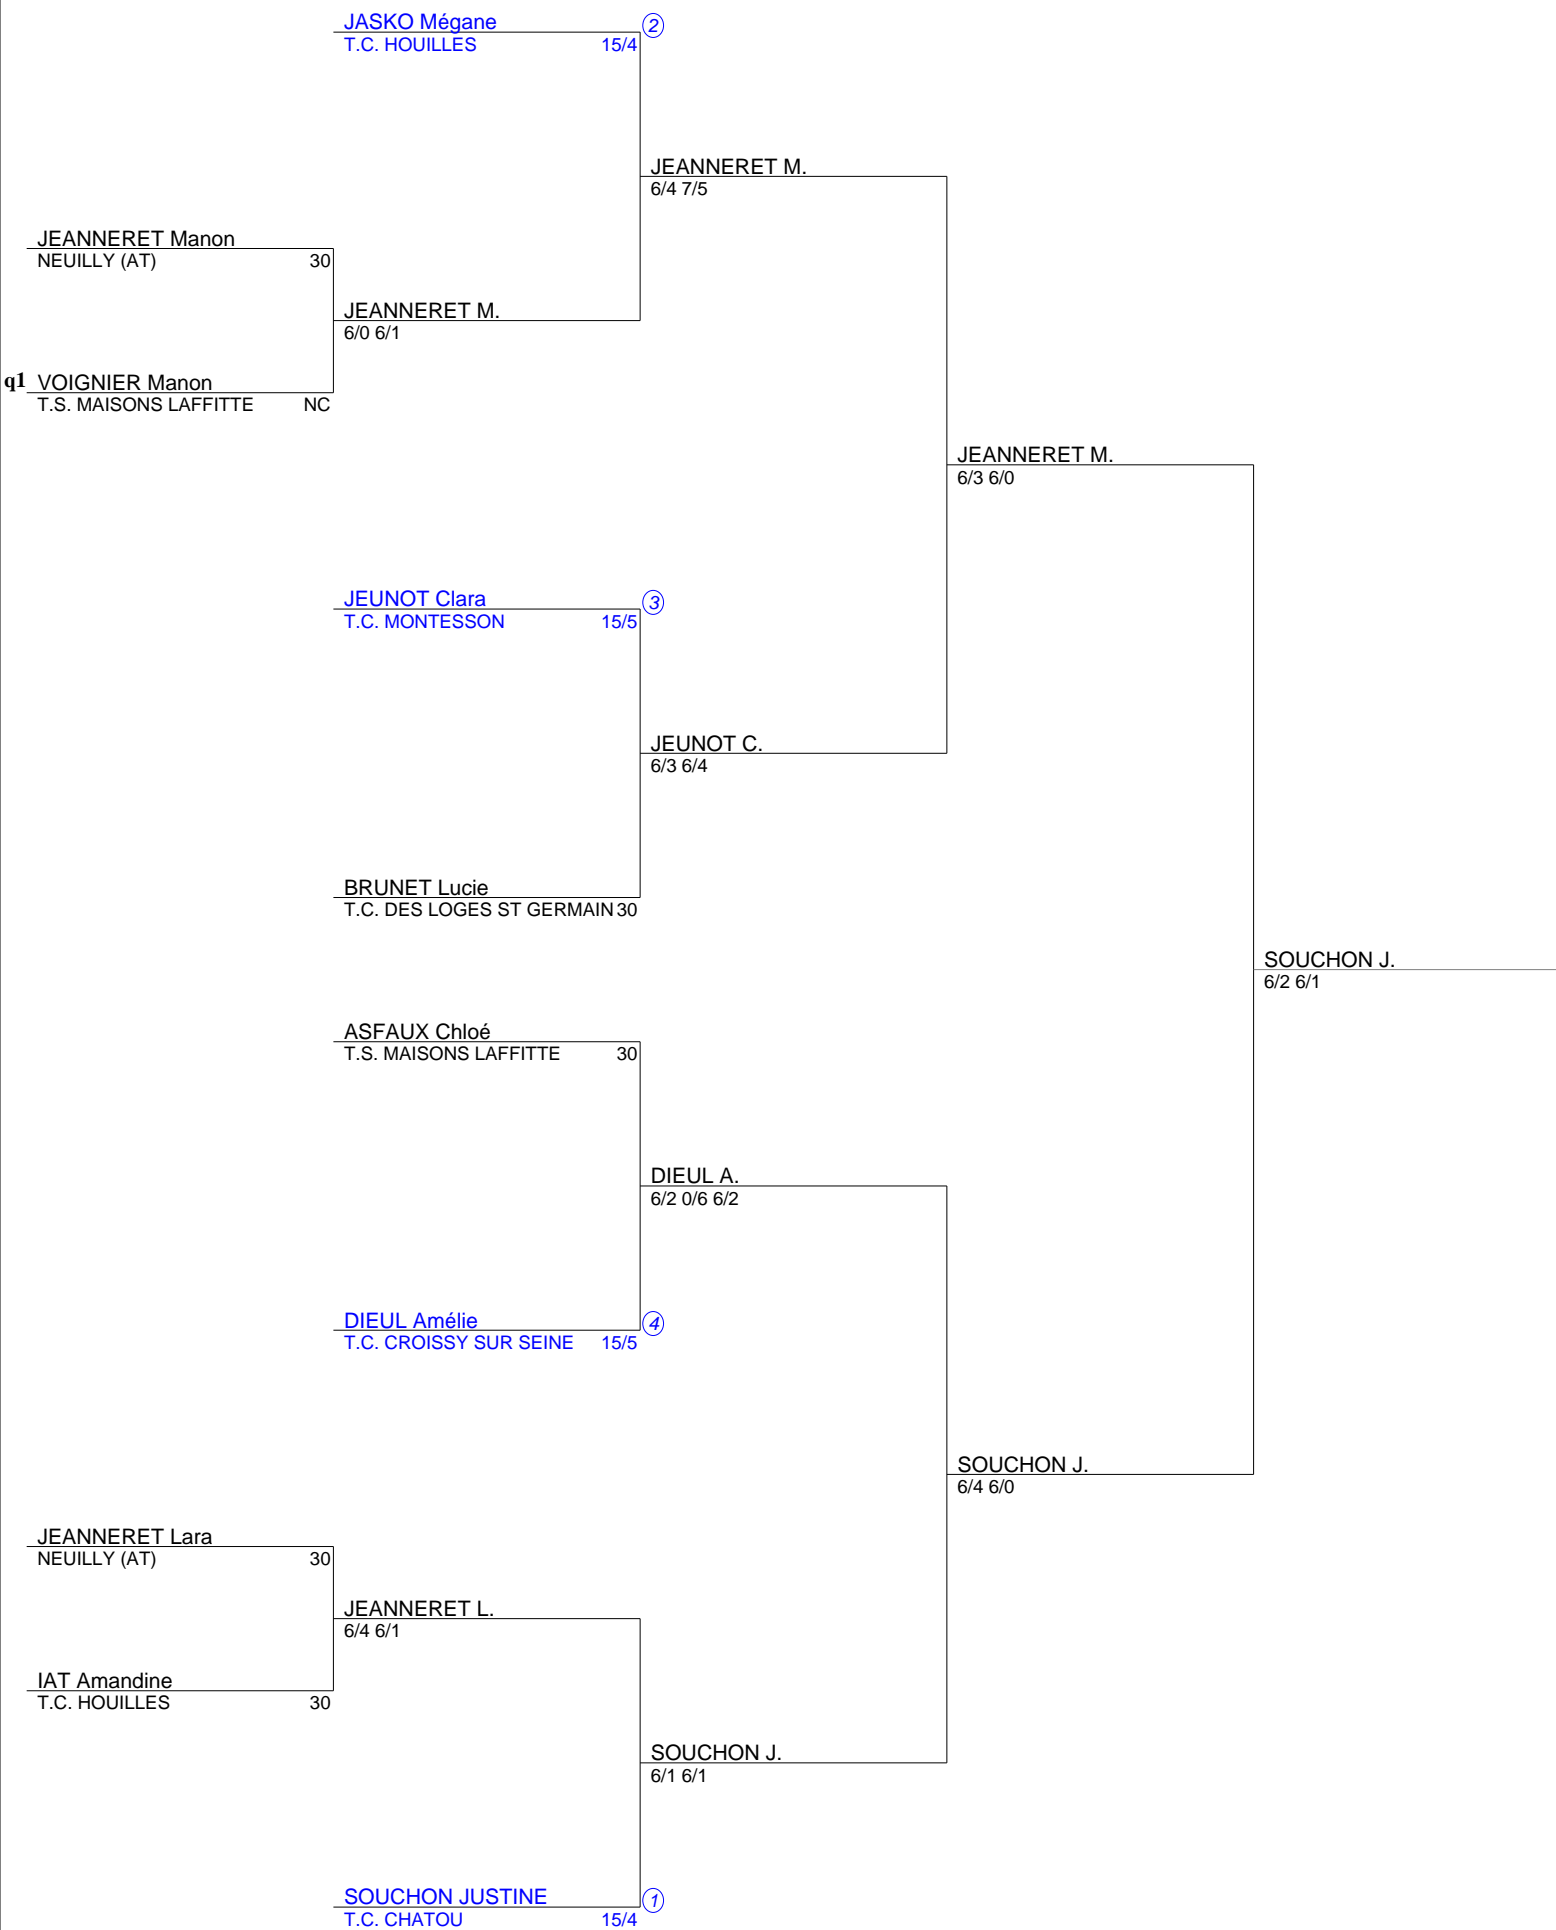 JASKO Mégane 2
T.C. HOUILLES 15/4
JEANNERET M.
6/4 7/5
JEANNERET Manon
NEUILLY (AT) 30
JEANNERET M.
6/0 6/1
q1 VOIGNIER Manon
T.S. MAISONS LAFFITTE NC
JEANNERET M.
6/3 6/0
JEUNOT Clara 3
T.C. MONTESSON 15/5
JEUNOT C.
6/3 6/4
BRUNET Lucie
T.C. DES LOGES ST GERMAIN 30
SOUCHON J.
6/2 6/1
ASFAUX Chloé
T.S. MAISONS LAFFITTE 30
DIEUL A.
6/2 0/6 6/2
DIEUL Amélie 4
T.C. CROISSY SUR SEINE 15/5
SOUCHON J.
6/4 6/0
JEANNERET Lara
NEUILLY (AT) 30
JEANNERET L.
6/4 6/1
IAT Amandine
T.C. HOUILLES 30
SOUCHON J.
6/1 6/1
SOUCHON JUSTINE 1
T.C. CHATOU 15/4